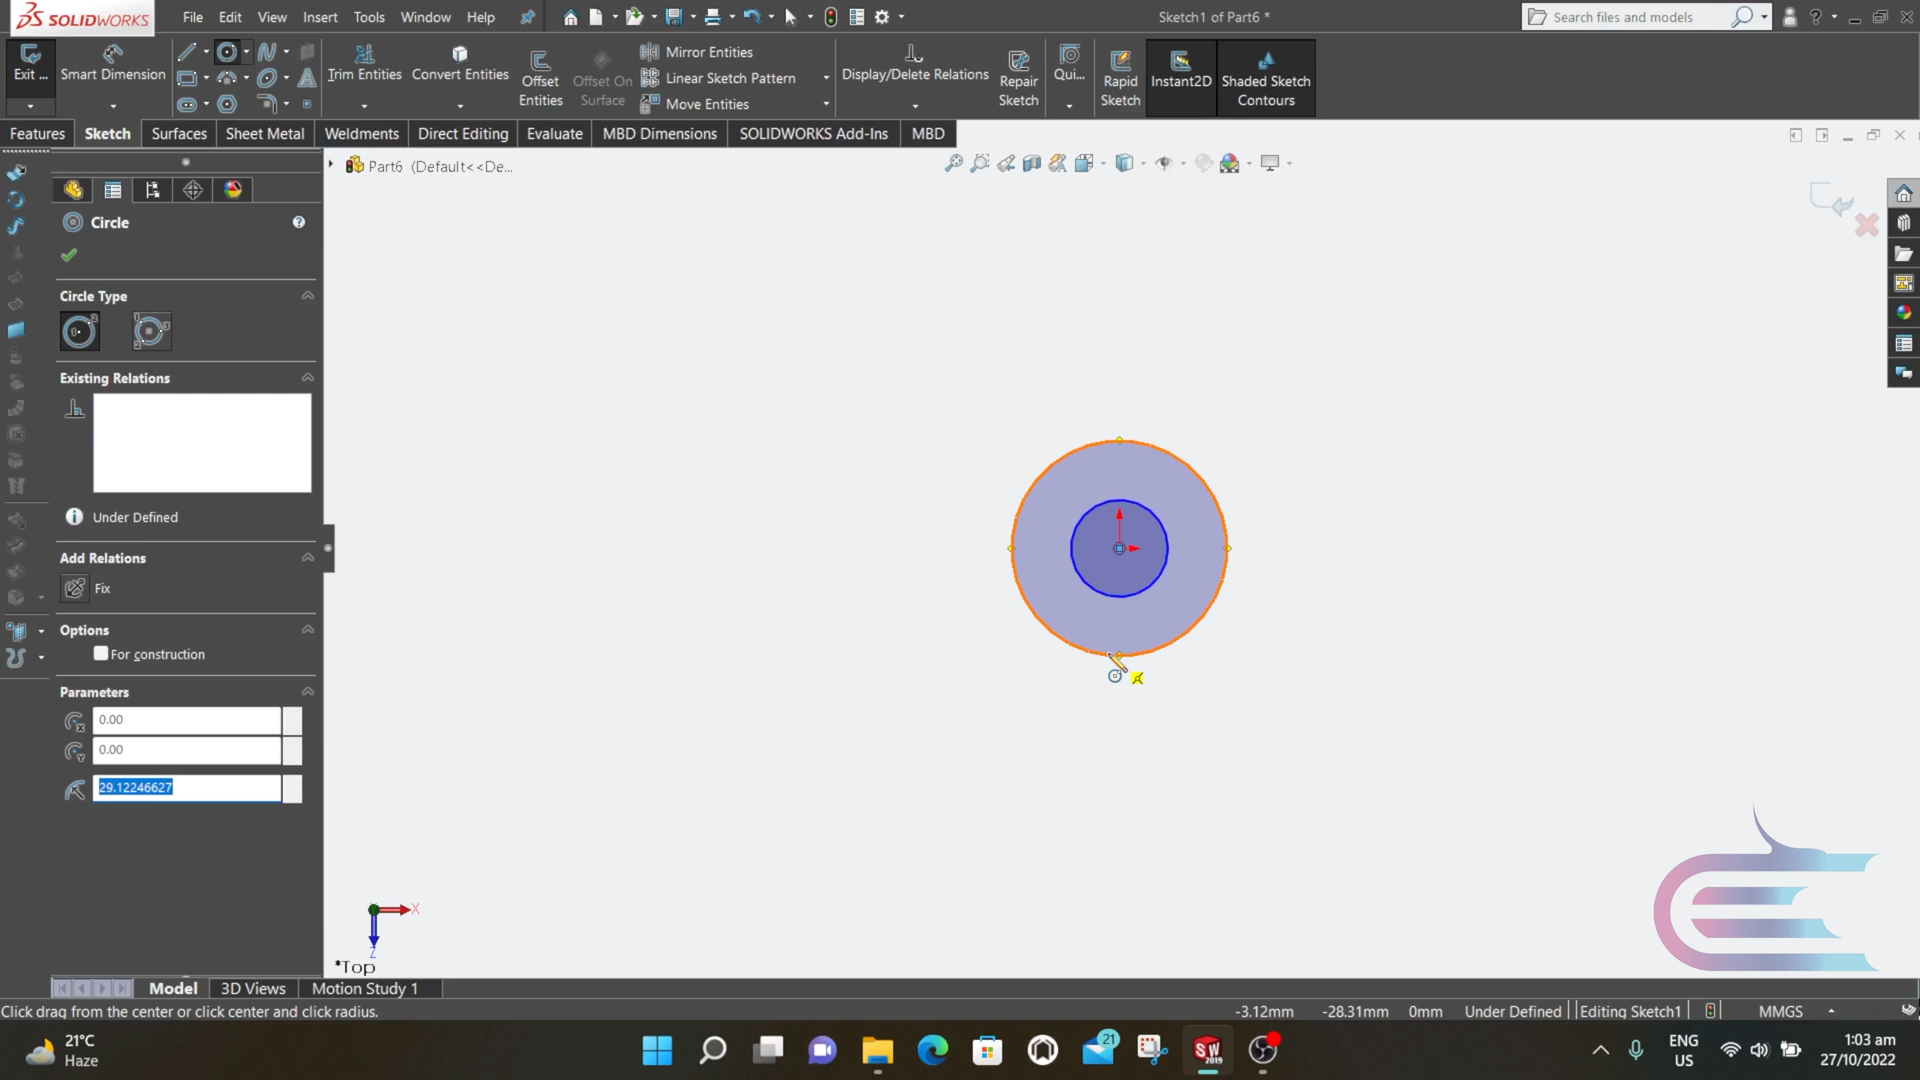 SOLIDWORKS File Edit View Insert Tools Window Help Sketch1 of Part6 * Search files and models ?
Exit ... Smart Dimension Trim Entities Convert Entities Offset Entities Offset On Surface Mirror Entities Linear Sketch Pattern Move Entities Display/Delete Relations Repair Sketch Qui... Rapid Sketch Instant2D Shaded Sketch Contours
Features Sketch Surfaces Sheet Metal Weldments Direct Editing Evaluate MBD Dimensions SOLIDWORKS Add-Ins MBD
Part6 (Default<<De...
Circle
Circle Type
Existing Relations
Under Defined
Add Relations
Fix
Options
For construction
Parameters
0.00
0.00
29.12246627
X
Z
*Top
Model 3D Views Motion Study 1
Click drag from the center or click center and click radius. -3.12mm -28.31mm 0mm Under Defined Editing Sketch1 MMGS
21°C
Haze
21
SW
2019
ENG
US
1:03 am
27/10/2022